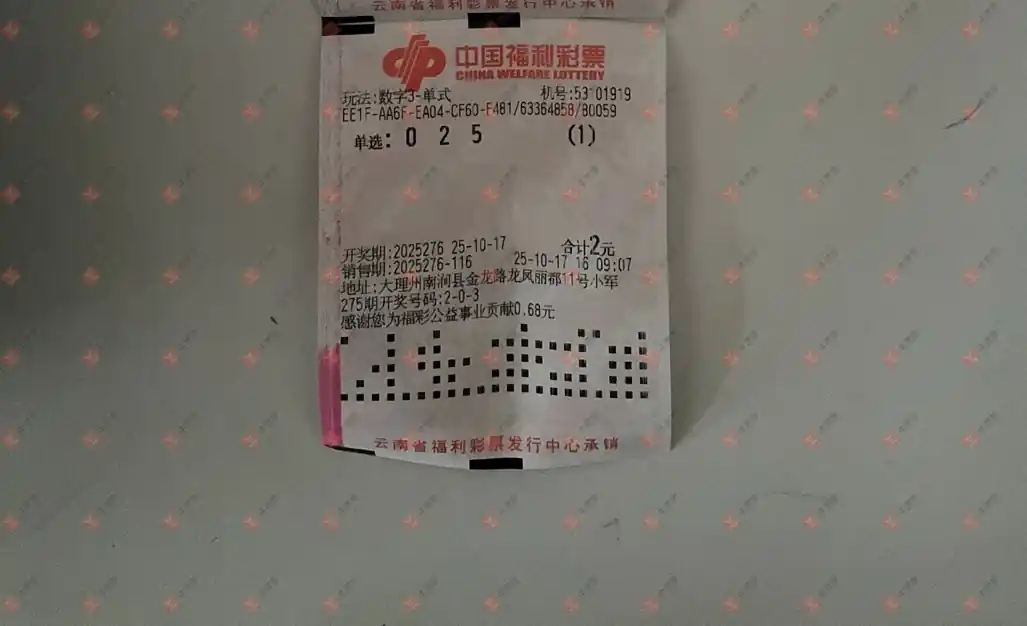 云南省福利彩票发行中心承销
中国福利彩票
CHINA WELFARE LOTTERY
玩法:数字3-单式 机号:53101919
EE1F-AA6F-EA04-CF60-E481/63364858/80059
单选: 0 2 5 (1)
开奖期:2025276 25-10-17 合计2元
销售期:2025276-116 25-10-17 16 09:07
地址:大理州南涧县金龙路龙凤丽都11号小军
275期开奖号码:2-0-3
感谢您为福彩公益事业贡献0.68元
云南省福利彩票发行中心承销